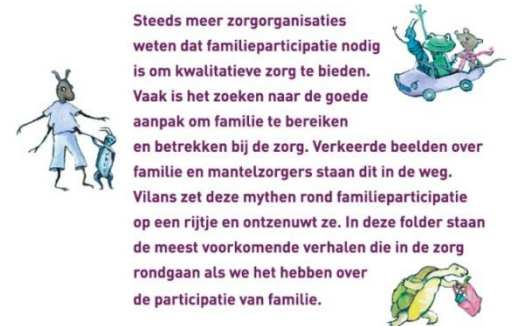 Steeds meer zorgorganisaties
weten dat familieparticipatie nodig
is om kwalitatieve zorg te bieden.
Vaak is het zoeken naar de goede
aanpak om familie te bereiken
en betrekken bij de zorg. Verkeerde beelden over
familie en mantelzorgers staan dit in de weg.
Vilans zet deze mythen rond familieparticipatie
op een rijtje en ontzenuwt ze. In deze folder staan
de meest voorkomende verhalen die in de zorg
rondgaan als we het hebben over
de participatie van familie.